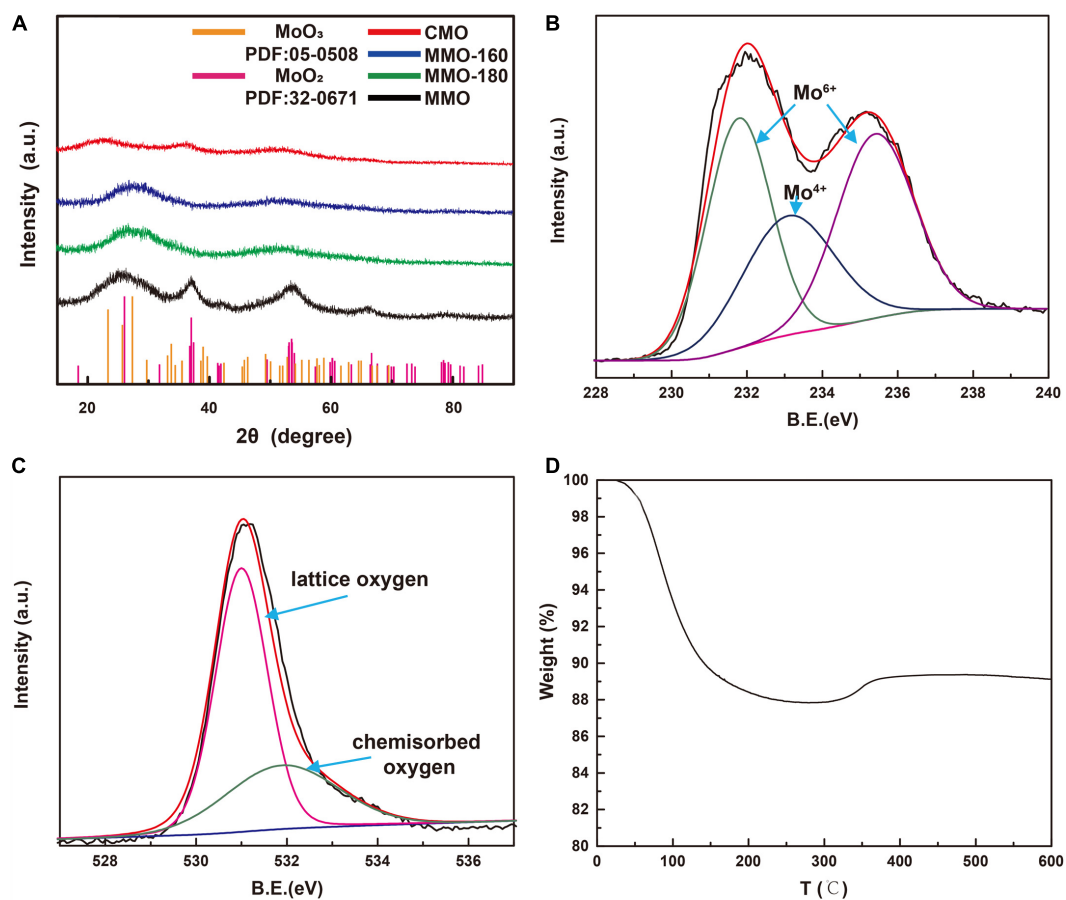 A
MoO₃
PDF:05-0508
MoO₂
PDF:32-0671
CMO
MMO-160
MMO-180
MMO
Intensity (a.u.)
20 40 60 80
2θ (degree)
B
Mo⁶⁺
Mo⁴⁺
Intensity (a.u.)
228 230 232 234 236 238 240
B.E.(eV)
C
lattice oxygen
chemisorbed
oxygen
Intensity (a.u.)
528 530 532 534 536
B.E.(eV)
D
100
98
96
94
92
90
88
86
84
82
80
Weight (%)
0 100 200 300 400 500 600
T (℃)